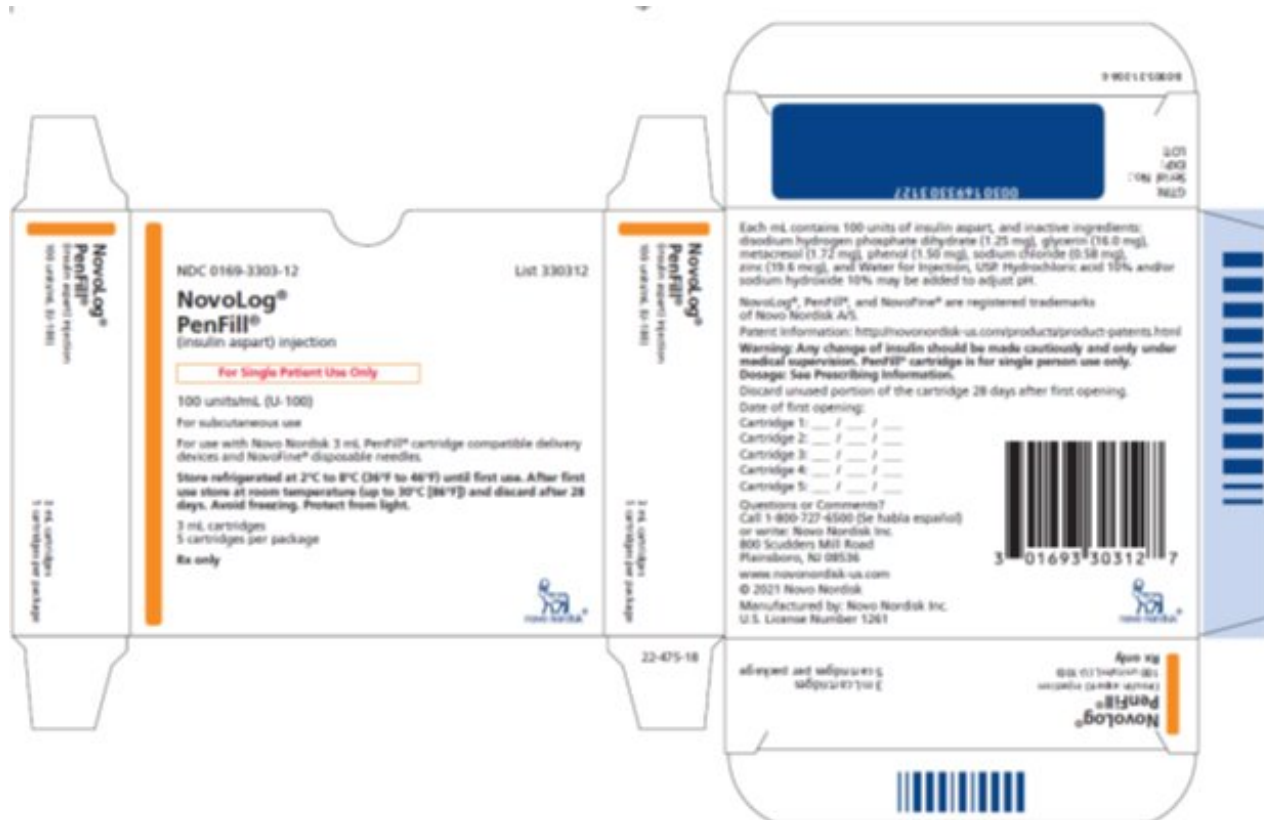 NovoLog®
PenFill®
(insulin aspart) injection
100 units/mL (U-100)
3 mL cartridges
5 cartridges per package
NDC 0169-3303-12
List 330312
NovoLog®
PenFill®
(insulin aspart) injection
For Single Patient Use Only
100 units/mL (U-100)
For subcutaneous use
For use with Novo Nordisk 3 mL PenFill® cartridge compatible delivery
devices and NovoFine® disposable needles.
Store refrigerated at 2°C to 8°C (36°F to 46°F) until first use. After first
use store at room temperature (up to 30°C [86°F]) and discard after 28
days. Avoid freezing. Protect from light.
3 mL cartridges
5 cartridges per package
Rx only
novo nordisk®
NovoLog®
PenFill®
(insulin aspart) injection
100 units/mL (U-100)
3 mL cartridges
5 cartridges per package
22-475-18
GTIN:
Serial No.:
EXP:
LOT:
00301693303127
Each mL contains 100 units of insulin aspart, and inactive ingredients:
disodium hydrogen phosphate dihydrate (1.25 mg), glycerin (16.0 mg),
metacresol (1.72 mg), phenol (1.50 mg), sodium chloride (0.58 mg),
zinc (19.6 mcg), and Water for Injection, USP. Hydrochloric acid 10% and/or
sodium hydroxide 10% may be added to adjust pH.
NovoLog®, PenFill®, and NovoFine® are registered trademarks
of Novo Nordisk A/S.
Patent Information: http://novonordisk-us.com/products/product-patents.html
Warning: Any change of insulin should be made cautiously and only under
medical supervision. PenFill® cartridge is for single person use only.
Dosage: See Prescribing Information.
Discard unused portion of the cartridge 28 days after first opening.
Date of first opening:
Cartridge 1: ___ / ___ / ___
Cartridge 2: ___ / ___ / ___
Cartridge 3: ___ / ___ / ___
Cartridge 4: ___ / ___ / ___
Cartridge 5: ___ / ___ / ___
Questions or Comments?
Call 1-800-727-6500 (Se habla español)
or write: Novo Nordisk Inc.
800 Scudders Mill Road
Plainsboro, NJ 08536
www.novonordisk-us.com
© 2021 Novo Nordisk
Manufactured by: Novo Nordisk Inc.
U.S. License Number 1261
3 01693 30312 7
novo nordisk®
NovoLog®
PenFill®
(insulin aspart) injection
100 units/mL (U-100)
Rx only
3 mL cartridges
5 cartridges per package